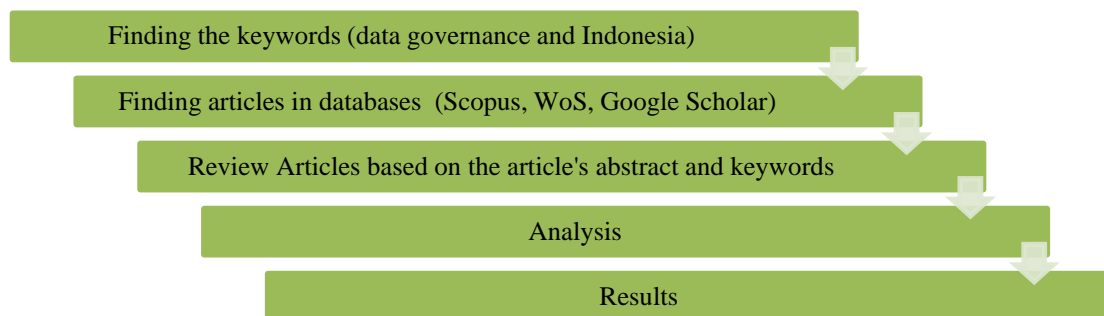 Finding the keywords (data governance and Indonesia)
Finding articles in databases (Scopus, WoS, Google Scholar)
Review Articles based on the article's abstract and keywords
Analysis
Results